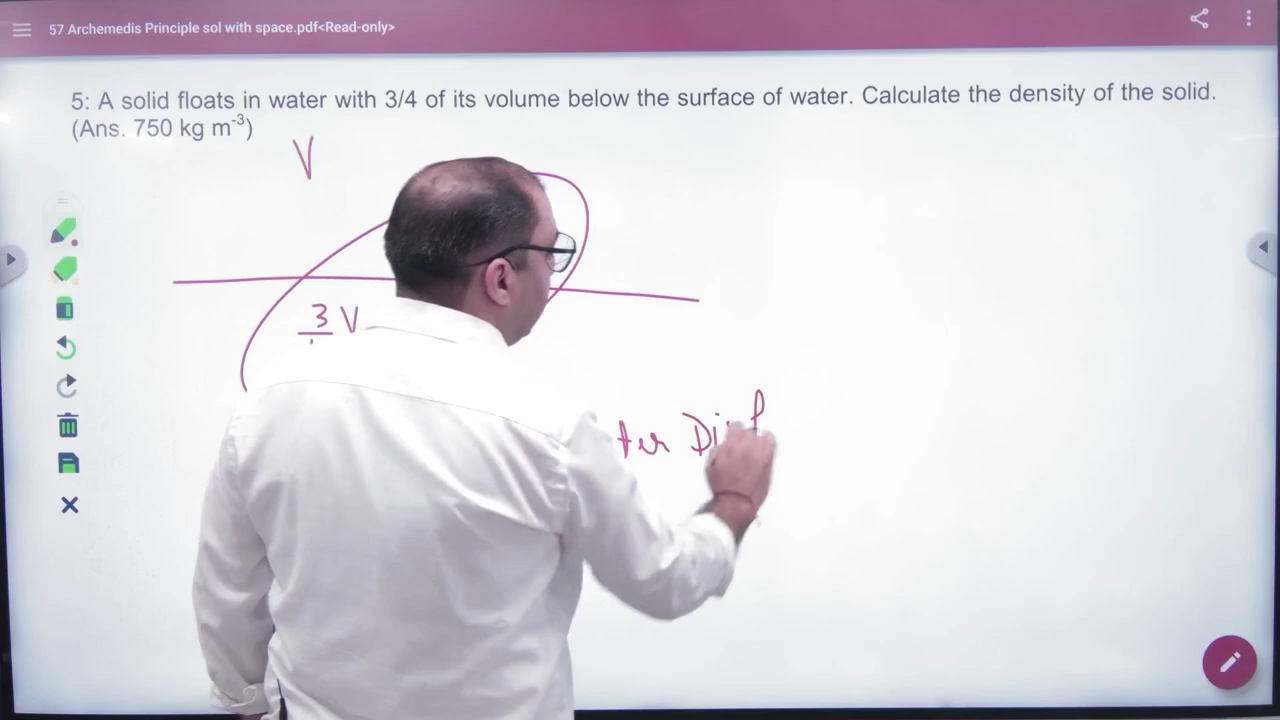 57 Archemedis Principle sol with space.pdf<Read-only>
5: A solid floats in water with 3/4 of its volume below the surface of water. Calculate the density of the solid.
(Ans. 750 kg m⁻³)
V
3 V